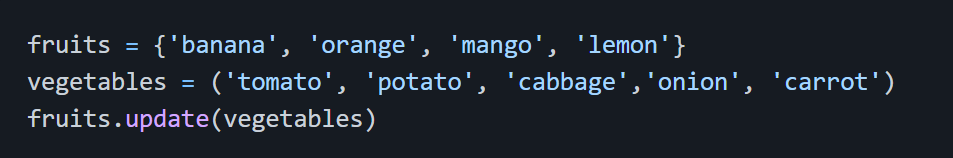 fruits = {'banana', 'orange', 'mango', 'lemon'}
vegetables = ('tomato', 'potato', 'cabbage','onion', 'carrot')
fruits.update(vegetables)